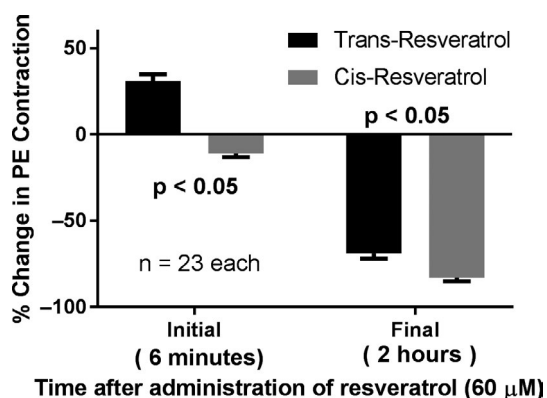 % Change in PE Contraction
50
0
−50
−100
Trans-Resveratrol
Cis-Resveratrol
p < 0.05
p < 0.05
n = 23 each
Initial
( 6 minutes)
Final
( 2 hours )
Time after administration of resveratrol (60 μM)